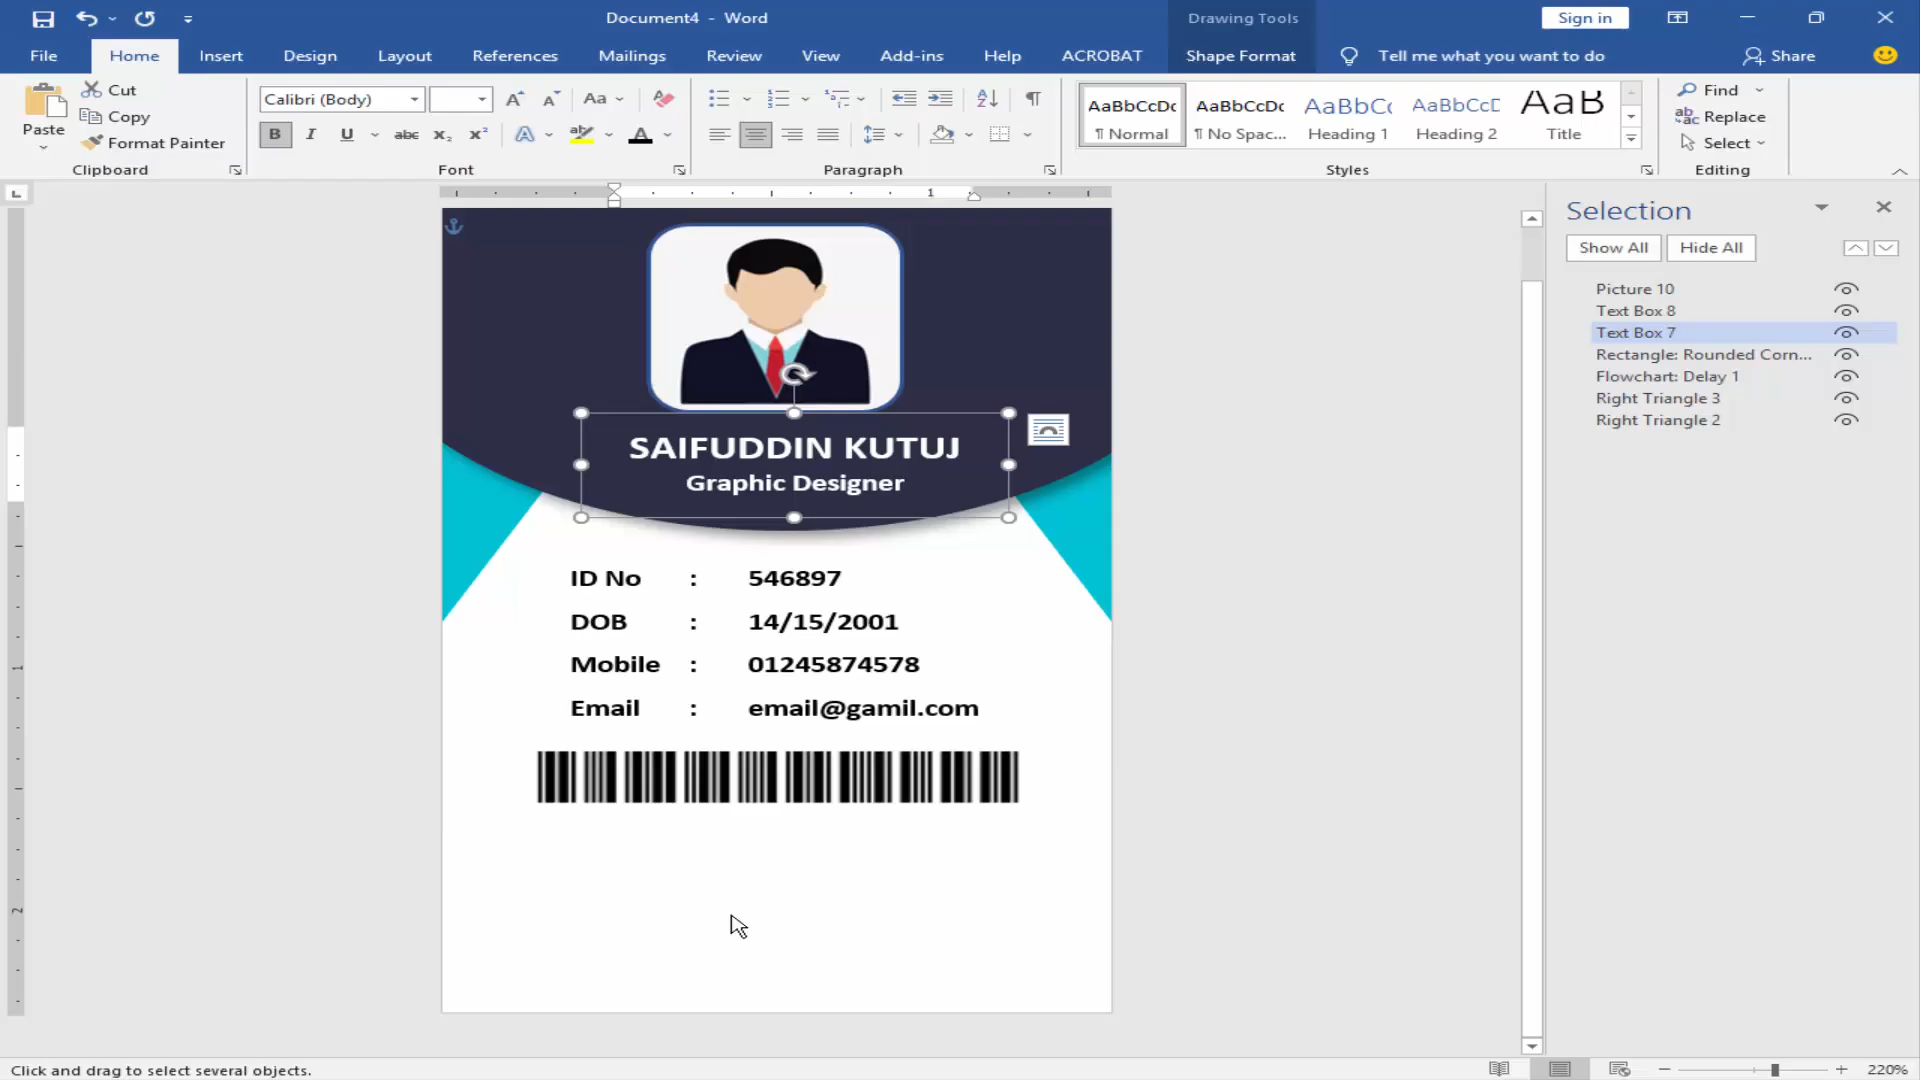 Document4 - Word
Drawing Tools
Sign in
File
Home
Insert
Design
Layout
References
Mailings
Review
View
Add-ins
Help
ACROBAT
Shape Format
Tell me what you want to do
Share
Paste
Cut
Copy
Format Painter
Clipboard
Calibri (Body)
Font
Paragraph
AaBbCcDc
¶ Normal
AaBbCcDc
¶ No Spac...
AaBbC
Heading 1
AaBbCcD
Heading 2
AaB
Title
Styles
Find
Replace
Select
Editing
1
Selection
Show All
Hide All
Picture 10
Text Box 8
Text Box 7
Rectangle: Rounded Corn...
Flowchart: Delay 1
Right Triangle 3
Right Triangle 2
SAIFUDDIN KUTUJ
Graphic Designer
ID No : 546897
DOB : 14/15/2001
Mobile : 01245874578
Email : email@gamil.com
1
2
Click and drag to select several objects.
220%